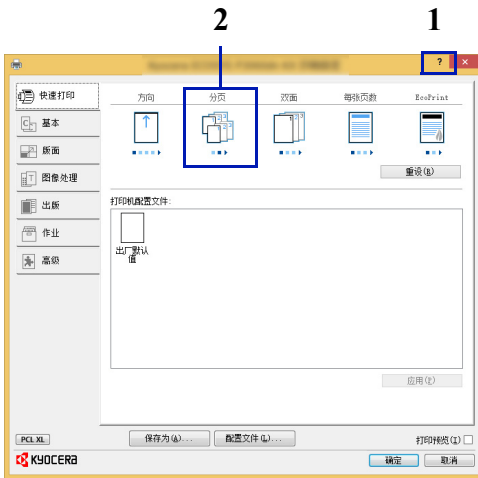 2 1
? ×
快速打印
基本
版面
图像处理
出版
作业
高级
方向 分页 双面 每张页数 EcoPrint
重设(R)
打印机配置文件:
出厂默认
值
应用(Y)
PCL XL 保存为(A)... 配置文件(L)... 打印预览(I)
KYOCERA 确定 取消